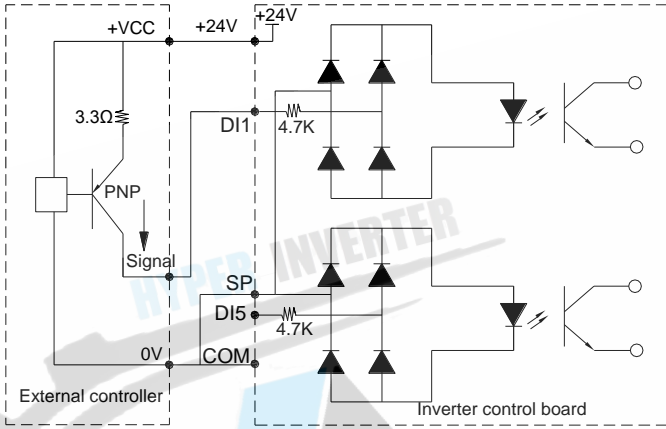 +VCC
+24V
+24V
3.3Ω
DI1
4.7K
PNP
Signal
HYPER INVERTER
SP
DI5
4.7K
0V
COM
External controller
Inverter control board